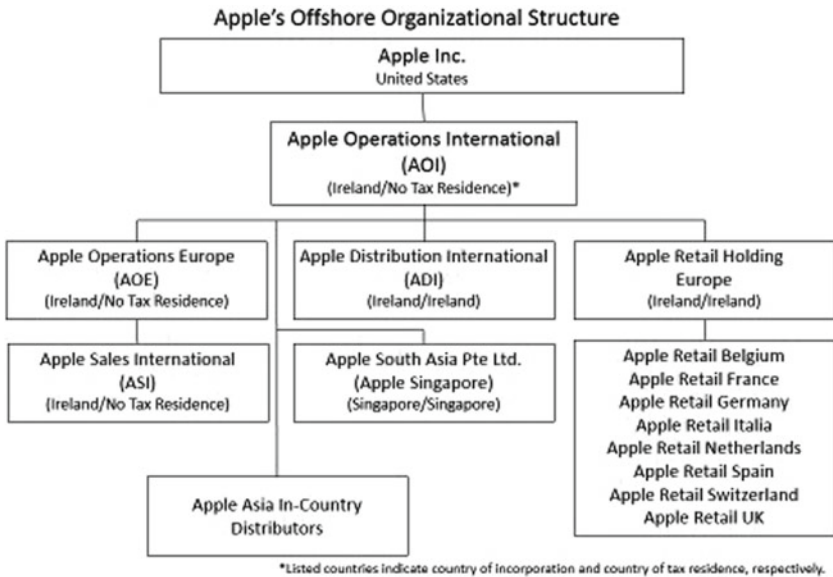 Apple's Offshore Organizational Structure
Apple Inc.
United States
Apple Operations International
(AOI)
(Ireland/No Tax Residence)*
Apple Operations Europe
(AOE)
(Ireland/No Tax Residence)
Apple Distribution International
(ADI)
(Ireland/Ireland)
Apple Retail Holding
Europe
(Ireland/Ireland)
Apple Sales International
(ASI)
(Ireland/No Tax Residence)
Apple South Asia Pte Ltd.
(Apple Singapore)
(Singapore/Singapore)
Apple Retail Belgium
Apple Retail France
Apple Retail Germany
Apple Retail Italia
Apple Retail Netherlands
Apple Retail Spain
Apple Retail Switzerland
Apple Retail UK
Apple Asia In-Country
Distributors
*Listed countries indicate country of incorporation and country of tax residence, respectively.